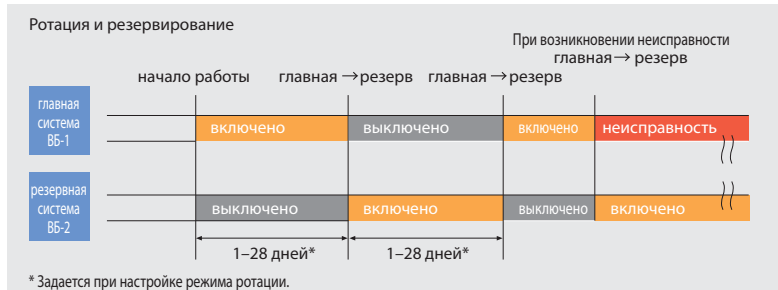 Ротация и резервирование
При возникновении неисправности
главная→ резерв
начало работы главная →резерв главная →резерв
главная
система
ВБ-1
включено выключено включено неисправность
резервная
система
ВБ-2
выключено включено выключено включено
1–28 дней* 1–28 дней*
* Задается при настройке режима ротации.